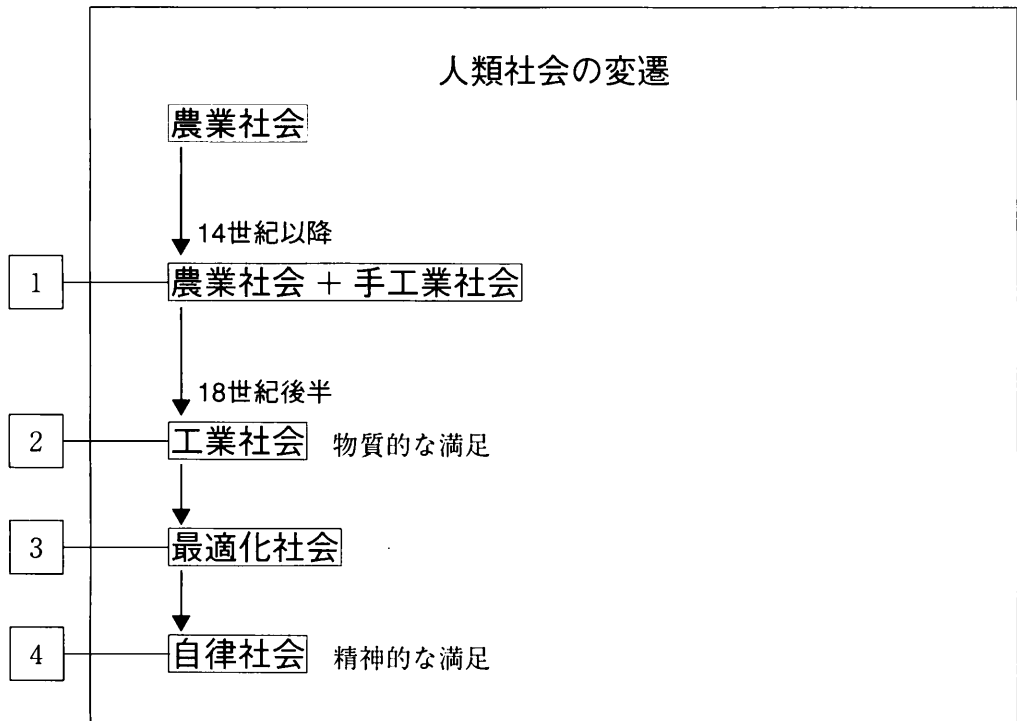 人類社会の変遷
農業社会
14世紀以降
1 農業社会 + 手工業社会
18世紀後半
2 工業社会 物質的な満足
3 最適化社会
4 自律社会 精神的な満足